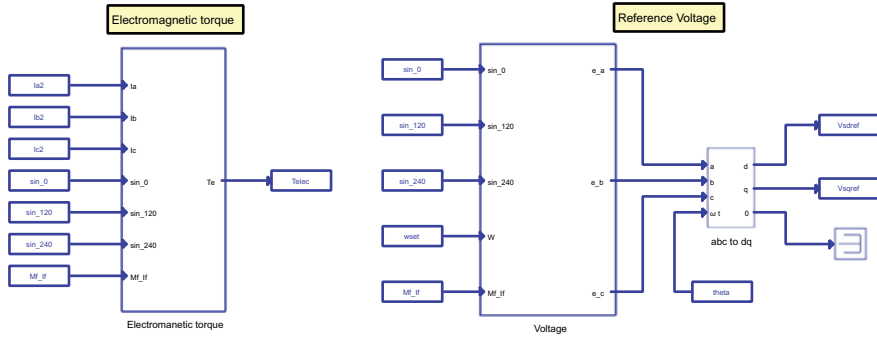 Electromagnetic torque
Ia2
Ib2
Ic2
sin_0
sin_120
sin_240
Mf_If
Ia
Ib
Ic
sin_0
sin_120
sin_240
Mf_If
Te
Telec
Electromanetic torque
Reference Voltage
sin_0
sin_120
sin_240
wset
Mf_If
sin_0
sin_120
sin_240
W
Mf_If
e_a
e_b
e_c
Voltage
a
b
c
ω t
d
q
0
abc to dq
theta
Vsdref
Vsqref